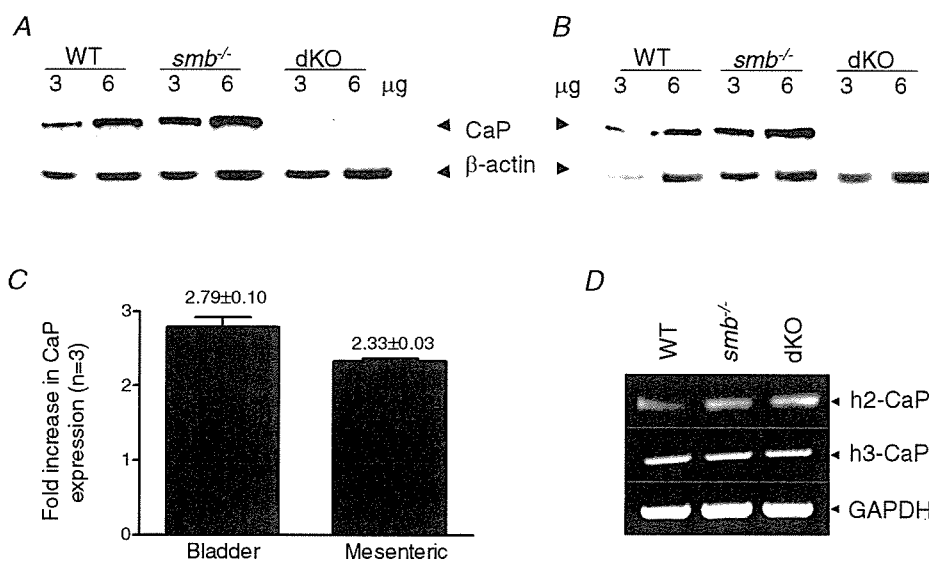 A
WT smb-/- dKO
3 6 3 6 3 6 μg
CaP
β-actin
B
WT smb-/- dKO
μg 3 6 3 6 3 6
C
Fold increase in CaP
expression (n=3)
3
2
1
0
2.79±0.10
2.33±0.03
Bladder Mesenteric
D
WT smb-/- dKO
h2-CaP
h3-CaP
GAPDH